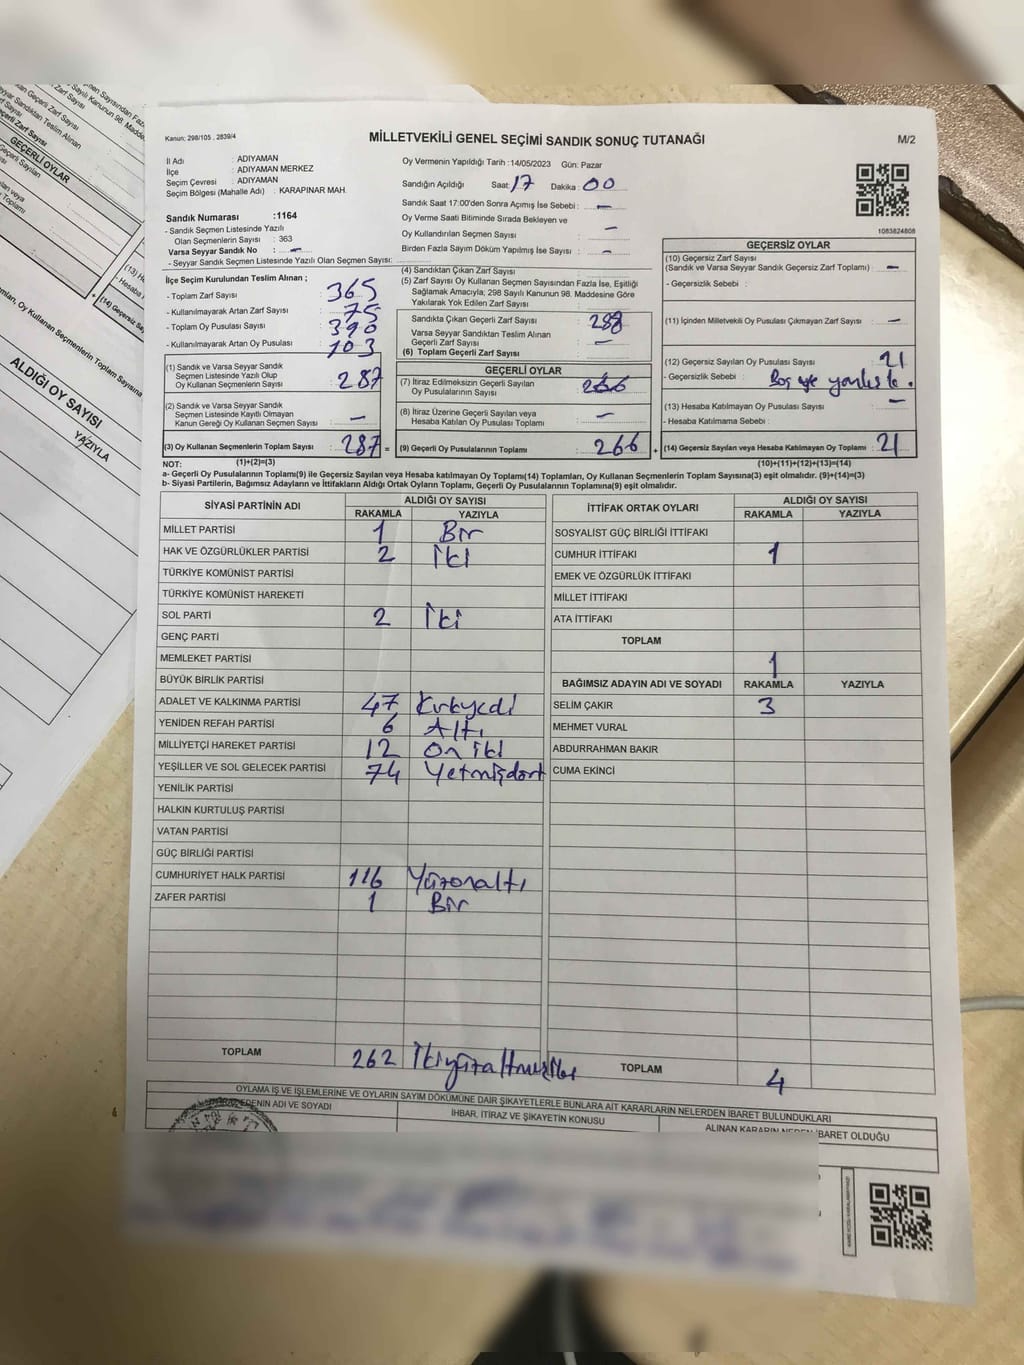 Kanun: 298/105 . 2839/4
MİLLETVEKİLİ GENEL SEÇİMİ SANDIK SONUÇ TUTANAĞI
M/2
İl Adı : ADIYAMAN
İlçe : ADIYAMAN MERKEZ
Seçim Çevresi : ADIYAMAN
Seçim Bölgesi (Mahalle Adı) : KARAPINAR MAH.
Sandık Numarası :1164
- Sandık Seçmen Listesinde Yazılı
Olan Seçmenlerin Sayısı : 363
Varsa Seyyar Sandık No : -
- Seyyar Sandık Seçmen Listesinde Yazılı Olan Seçmen Sayısı:
Oy Vermenin Yapıldığı Tarih :14/05/2023 Gün: Pazar
Sandığın Açıldığı Saat: 17 Dakika : 00
Sandık Saat 17:00'den Sonra Açımış İse Sebebi : -
Oy Verme Saati Bitiminde Sırada Bekleyen ve
Oy Kullandırılan Seçmen Sayısı : -
Birden Fazla Sayım Döküm Yapılmış İse Sayısı : -
1083824808
İlçe Seçim Kurulundan Teslim Alınan ;
- Toplam Zarf Sayısı : 365
- Kullanılmayarak Artan Zarf Sayısı : 75
- Toplam Oy Pusulası Sayısı : 390
- Kullanılmayarak Artan Oy Pusulası : 103
(1) Sandık ve Varsa Seyyar Sandık
Seçmen Listesinde Yazılı Olup
Oy Kullanan Seçmenlerin Sayısı : 287
(2) Sandık ve Varsa Seyyar Sandık
Seçmen Listesinde Kayıtlı Olmayan
Kanun Gereği Oy Kullanan Seçmen Sayısı : -
(3) Oy Kullanan Seçmenlerin Toplam Sayısı : 287 =
(4) Sandıktan Çıkan Zarf Sayısı :
(5) Zarf Sayısı Oy Kullanan Seçmen Sayısından Fazla İse, Eşitliği
Sağlamak Amacıyla, 298 Sayılı Kanunun 98. Maddesine Göre
Yakılarak Yok Edilen Zarf Sayısı :
Sandıkta Çıkan Geçerli Zarf Sayısı : 288
Varsa Seyyar Sandıktan Teslim Alınan
Geçerli Zarf Sayısı : -
(6) Toplam Geçerli Zarf Sayısı :
GEÇERLİ OYLAR
(7) İtiraz Edilmeksizin Geçerli Sayılan
Oy Pusulalarının Sayısı : 266
(8) İtiraz Üzerine Geçerli Sayılan veya
Hesaba Katılan Oy Pusulası Toplamı : -
(9) Geçerli Oy Pusulalarının Toplamı : 266 +
GEÇERSİZ OYLAR
(10) Geçersiz Zarf Sayısı
(Sandık ve Varsa Seyyar Sandık Geçersiz Zarf Toplamı) : -
- Geçersizlik Sebebi :
(11) İçinden Milletvekili Oy Pusulası Çıkmayan Zarf Sayısı : -
(12) Geçersiz Sayılan Oy Pusulası Sayısı : 21
- Geçersizlik Sebebi : Boş
(13) Hesaba Katılmayan Oy Pusulası Sayısı : -
- Hesaba Katılmama Sebebi :
(14) Geçersiz Sayılan veya Hesaba Katılmayan Oy Toplamı : 21
NOT: (1)+(2)=(3)
(10)+(11)+(12)+(13)=(14)
a- Geçerli Oy Pusulalarının Toplamı(9) ile Geçersiz Sayılan veya Hesaba katılmayan Oy Toplamı(14) Toplamları, Oy Kullanan Seçmenlerin Toplam Sayısına(3) eşit olmalıdır. (9)+(14)=(3)
b- Siyasi Partilerin, Bağımsız Adayların ve İttifakların Aldığı Ortak Oyların Toplamı, Geçerli Oy Pusulalarının Toplamına(9) eşit olmalıdır.
SİYASİ PARTİNİN ADI ALDIĞI OY SAYISI
RAKAMLA YAZIYLA
MİLLET PARTİSİ 1 Bir
HAK VE ÖZGÜRLÜKLER PARTİSİ 2 İki
TÜRKİYE KOMÜNİST PARTİSİ
TÜRKİYE KOMÜNİST HAREKETİ
SOL PARTİ 2 İki
GENÇ PARTİ
MEMLEKET PARTİSİ
BÜYÜK BİRLİK PARTİSİ
ADALET VE KALKINMA PARTİSİ 47 Kırkyedi
YENİDEN REFAH PARTİSİ 6 Altı
MİLLİYETÇİ HAREKET PARTİSİ 12 On iki
YEŞİLLER VE SOL GELECEK PARTİSİ 74 Yetmişdört
YENİLİK PARTİSİ
HALKIN KURTULUŞ PARTİSİ
VATAN PARTİSİ
GÜÇ BİRLİĞİ PARTİSİ
CUMHURİYET HALK PARTİSİ 116 Yüzonaltı
ZAFER PARTİSİ 1 Bir
TOPLAM 262 İkiyüzaltmışiki
İTTİFAK ORTAK OYLARI ALDIĞI OY SAYISI
RAKAMLA YAZIYLA
SOSYALİST GÜÇ BİRLİĞİ İTTİFAKI
CUMHUR İTTİFAKI 1
EMEK VE ÖZGÜRLÜK İTTİFAKI
MİLLET İTTİFAKI
ATA İTTİFAKI
TOPLAM 1
BAĞIMSIZ ADAYIN ADI VE SOYADI RAKAMLA YAZIYLA
SELİM ÇAKIR 3
MEHMET VURAL
ABDURRAHMAN BAKIR
CUMA EKİNCİ
TOPLAM 4
OYLAMA İŞ VE İŞLEMLERİNE VE OYLARIN SAYIM DÖKÜMÜNE DAİR ŞİKAYETLERLE BUNLARA AİT KARARLARIN NELERDEN İBARET BULUNDUKLARI
EDENİN ADI VE SOYADI
İHBAR, İTİRAZ VE ŞİKAYETİN KONUSU
ALINAN KARARIN NEDEN İBARET OLDUĞU
GEÇERLİ OYLAR
ALDIĞI OY SAYISI
YAZIYLA